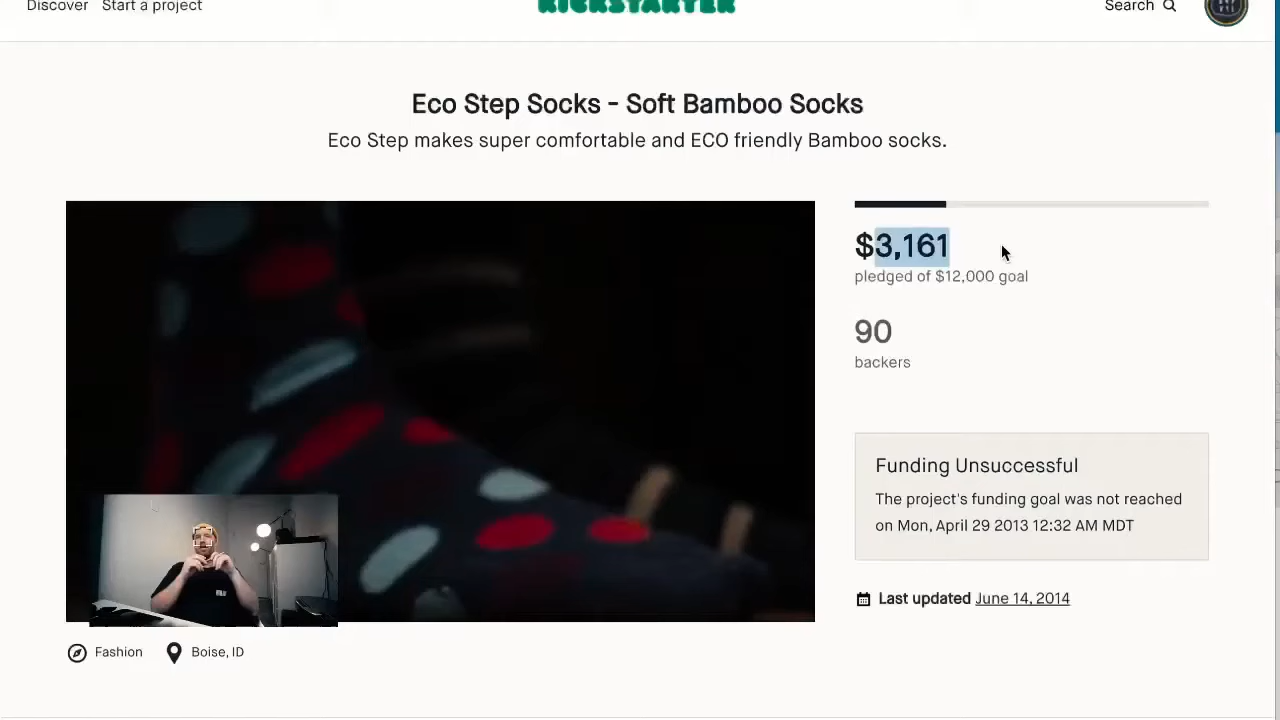 Discover Start a project
KICKSTARTER
Search
Eco Step Socks - Soft Bamboo Socks
Eco Step makes super comfortable and ECO friendly Bamboo socks.
$3,161
pledged of $12,000 goal
90
backers
Funding Unsuccessful
The project's funding goal was not reached
on Mon, April 29 2013 12:32 AM MDT
Last updated June 14, 2014
Fashion Boise, ID